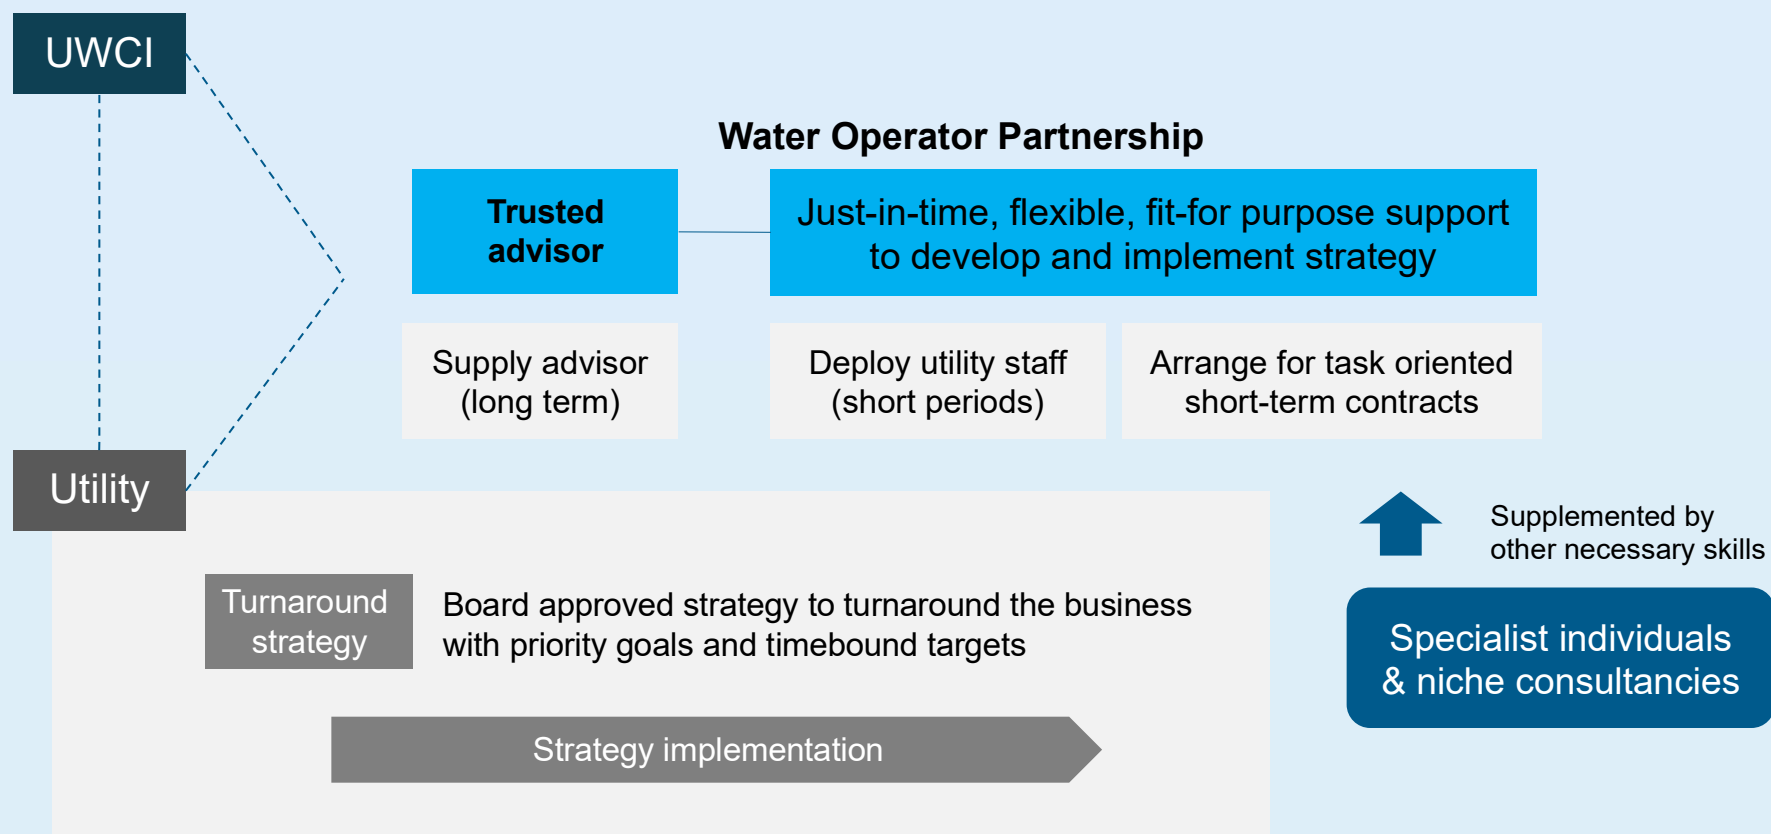 UWCI
Water Operator Partnership
Trusted
advisor
Just-in-time, flexible, fit-for purpose support
to develop and implement strategy
Supply advisor
(long term)
Deploy utility staff
(short periods)
Arrange for task oriented
short-term contracts
Utility
Supplemented by
other necessary skills
Turnaround
strategy
Board approved strategy to turnaround the business
with priority goals and timebound targets
Specialist individuals
& niche consultancies
Strategy implementation